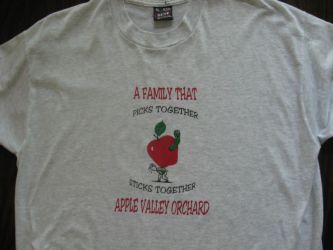 A FAMILY THAT
PICKS TOGETHER
STICKS TOGETHER
APPLE VALLEY ORCHARD